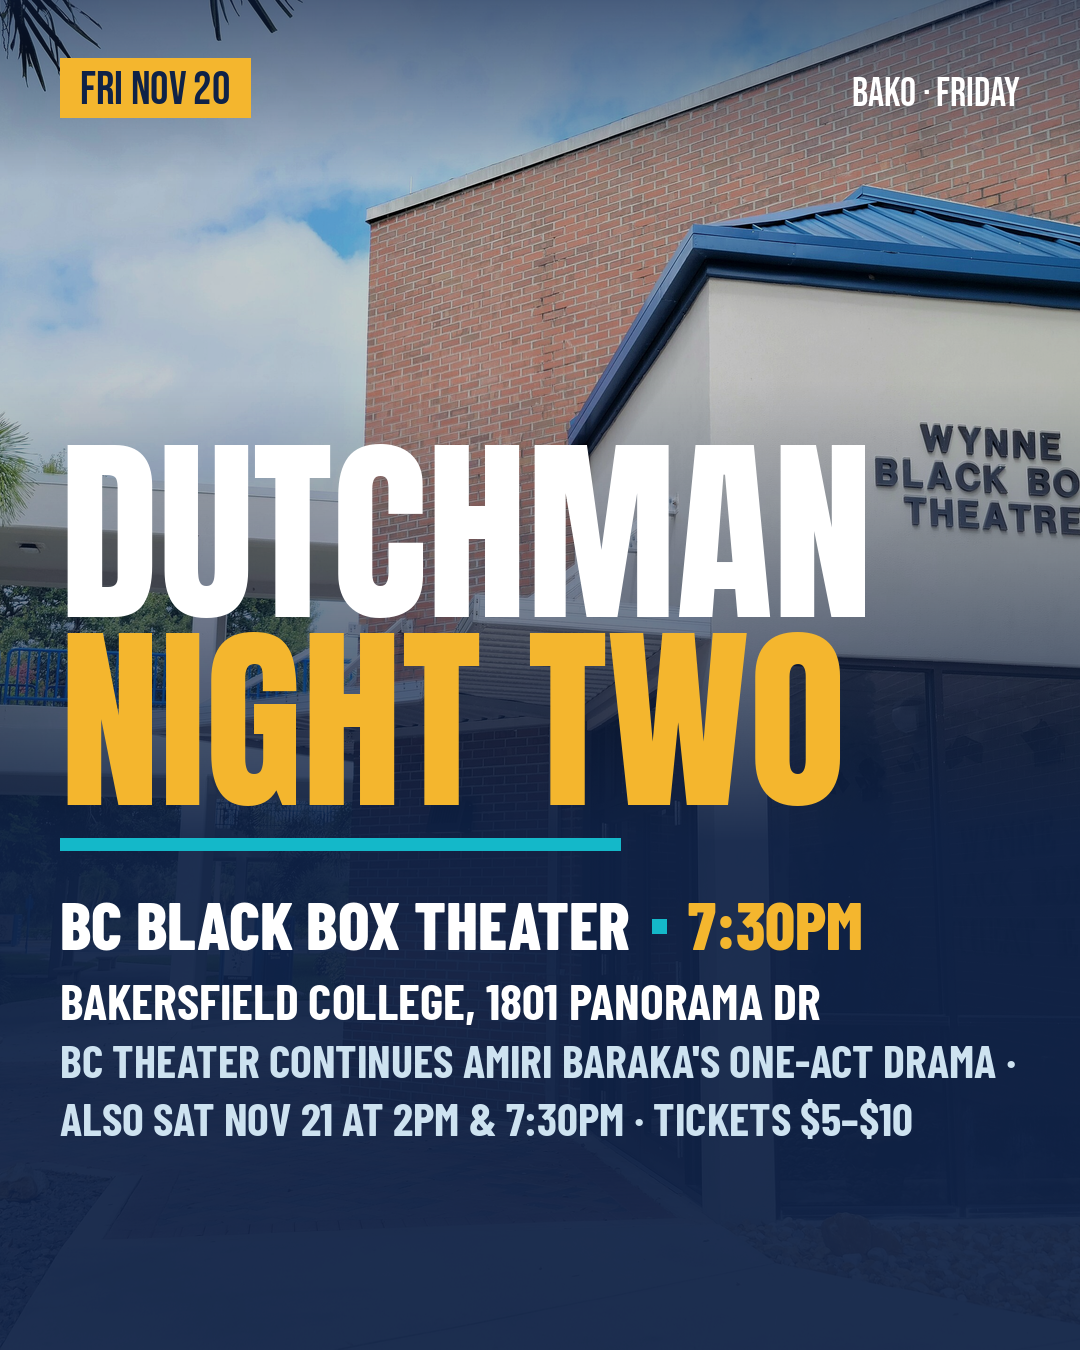 FRI NOV 20
BAKO · FRIDAY
WYNNE
BLACK BO
THEATRE
DUTCHMAN
NIGHT TWO
BC BLACK BOX THEATER ▪ 7:30PM
BAKERSFIELD COLLEGE, 1801 PANORAMA DR
BC THEATER CONTINUES AMIRI BARAKA'S ONE-ACT DRAMA ·
ALSO SAT NOV 21 AT 2PM & 7:30PM · TICKETS $5-$10